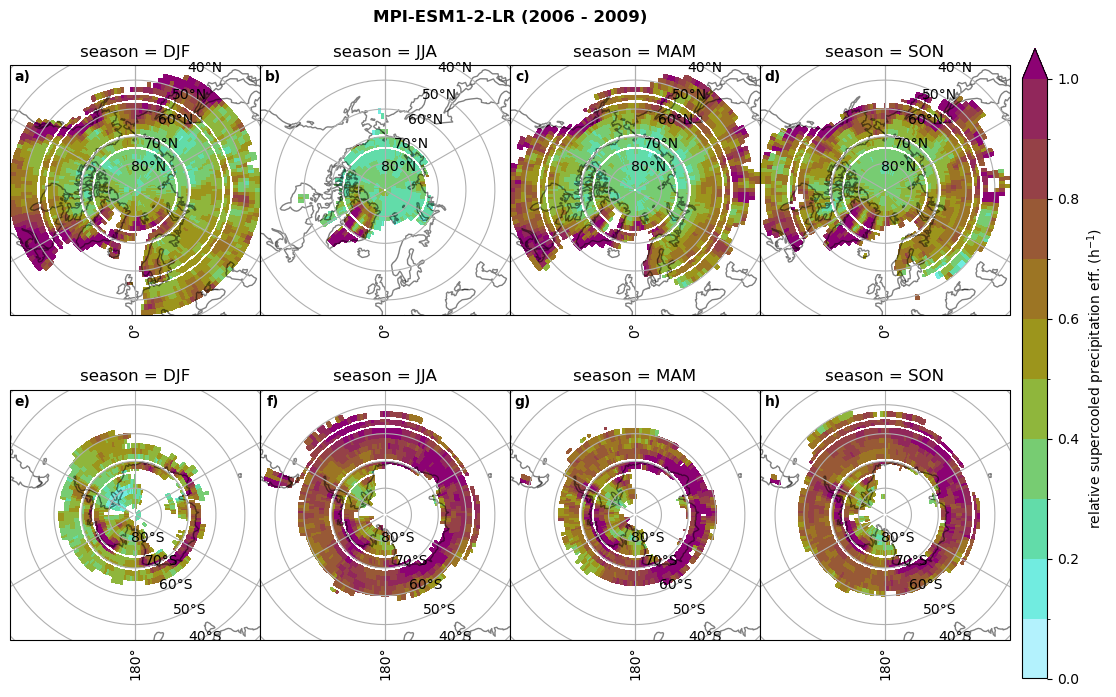 MPI-ESM1-2-LR (2006 - 2009)
season = DJF
season = JJA
season = MAM
season = SON
a)
40°N
50°N
60°N
70°N
80°N
0°
b)
40°N
50°N
60°N
70°N
80°N
0°
c)
40°N
50°N
60°N
70°N
80°N
0°
d)
40°N
50°N
60°N
70°N
80°N
0°
season = DJF
season = JJA
season = MAM
season = SON
e)
80°S
70°S
60°S
50°S
40°S
180°
f)
80°S
70°S
60°S
50°S
40°S
180°
g)
80°S
70°S
60°S
50°S
40°S
180°
h)
80°S
70°S
60°S
50°S
40°S
180°
1.0
0.8
0.6
0.4
0.2
0.0
relative supercooled precipitation eff. (h⁻¹)